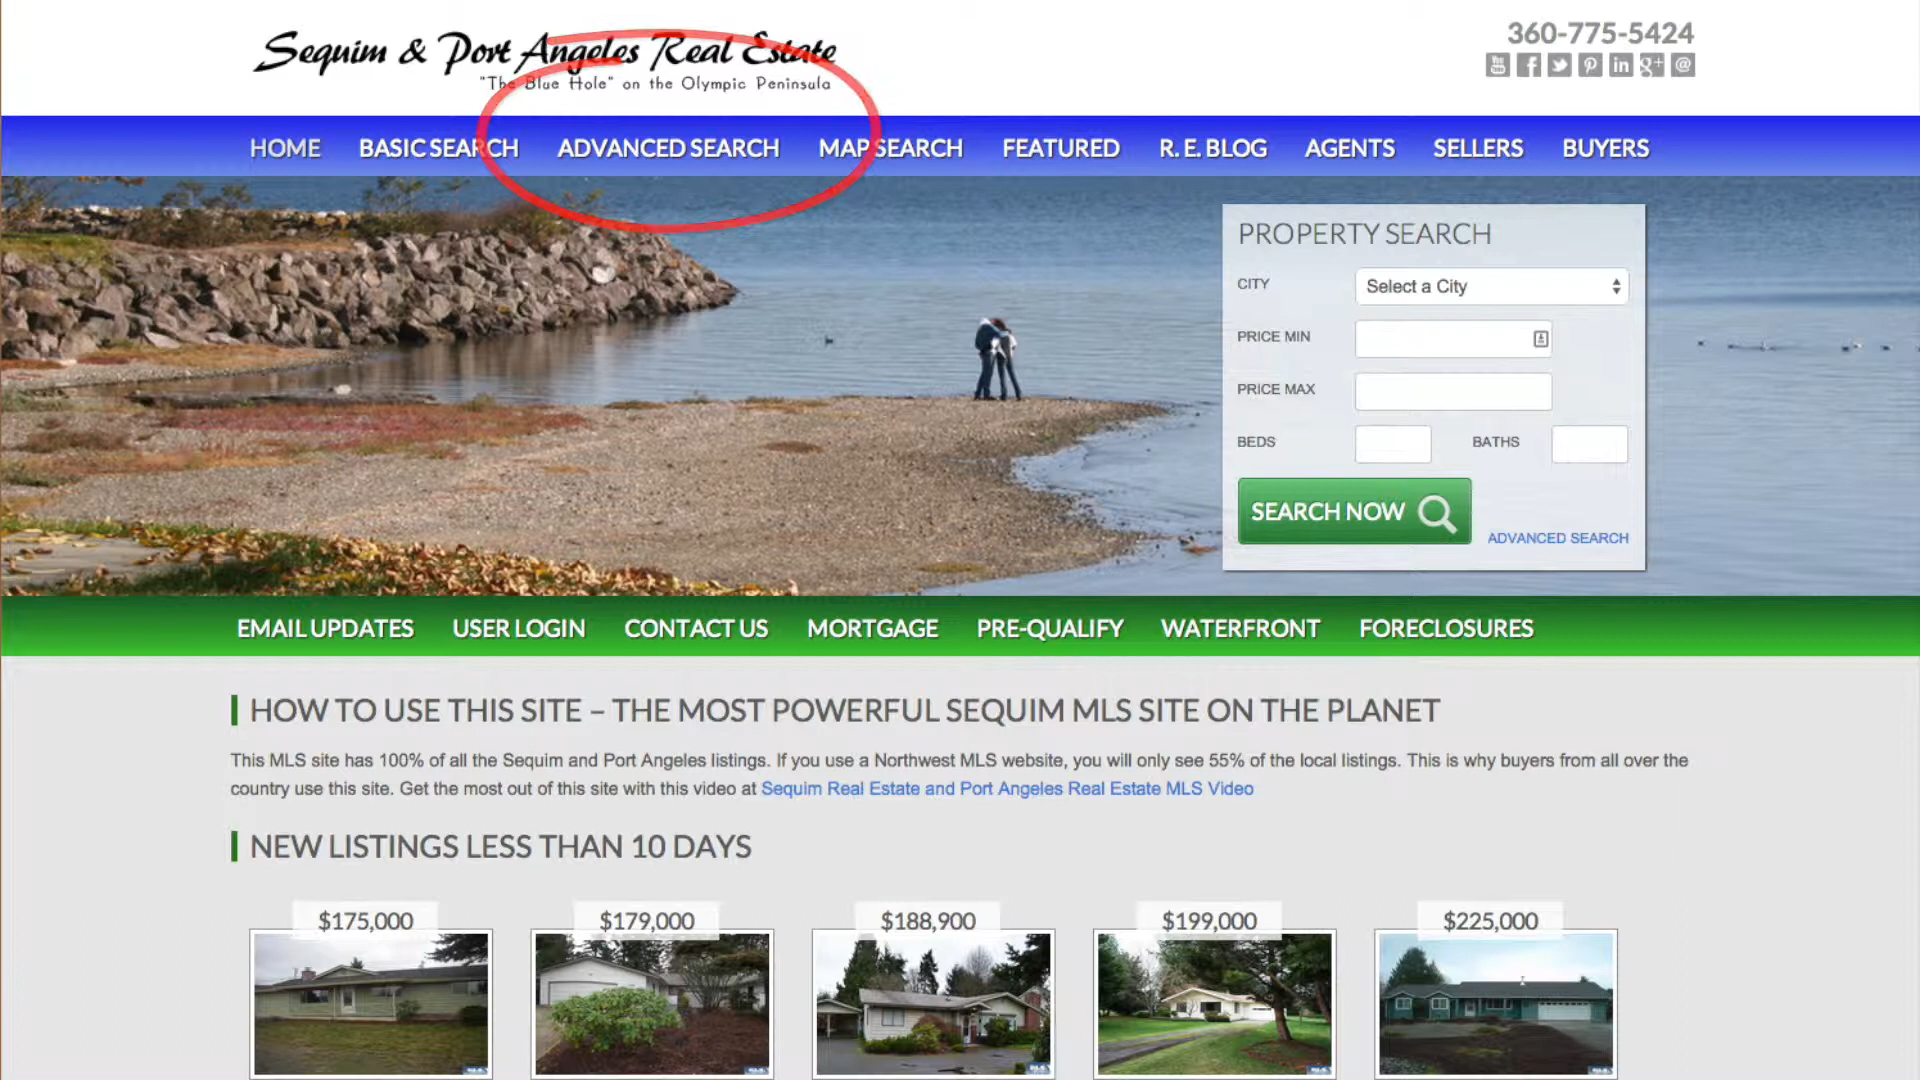 Sequim & Port Angeles Real Estate
"The Blue Hole" on the Olympic Peninsula
360-775-5424
HOME BASIC SEARCH ADVANCED SEARCH MAP SEARCH FEATURED R. E. BLOG AGENTS SELLERS BUYERS
PROPERTY SEARCH
CITY Select a City
PRICE MIN
PRICE MAX
BEDS BATHS
SEARCH NOW ADVANCED SEARCH
EMAIL UPDATES USER LOGIN CONTACT US MORTGAGE PRE-QUALIFY WATERFRONT FORECLOSURES
HOW TO USE THIS SITE – THE MOST POWERFUL SEQUIM MLS SITE ON THE PLANET
This MLS site has 100% of all the Sequim and Port Angeles listings. If you use a Northwest MLS website, you will only see 55% of the local listings. This is why buyers from all over the
country use this site. Get the most out of this site with this video at Sequim Real Estate and Port Angeles Real Estate MLS Video
NEW LISTINGS LESS THAN 10 DAYS
$175,000 $179,000 $188,900 $199,000 $225,000